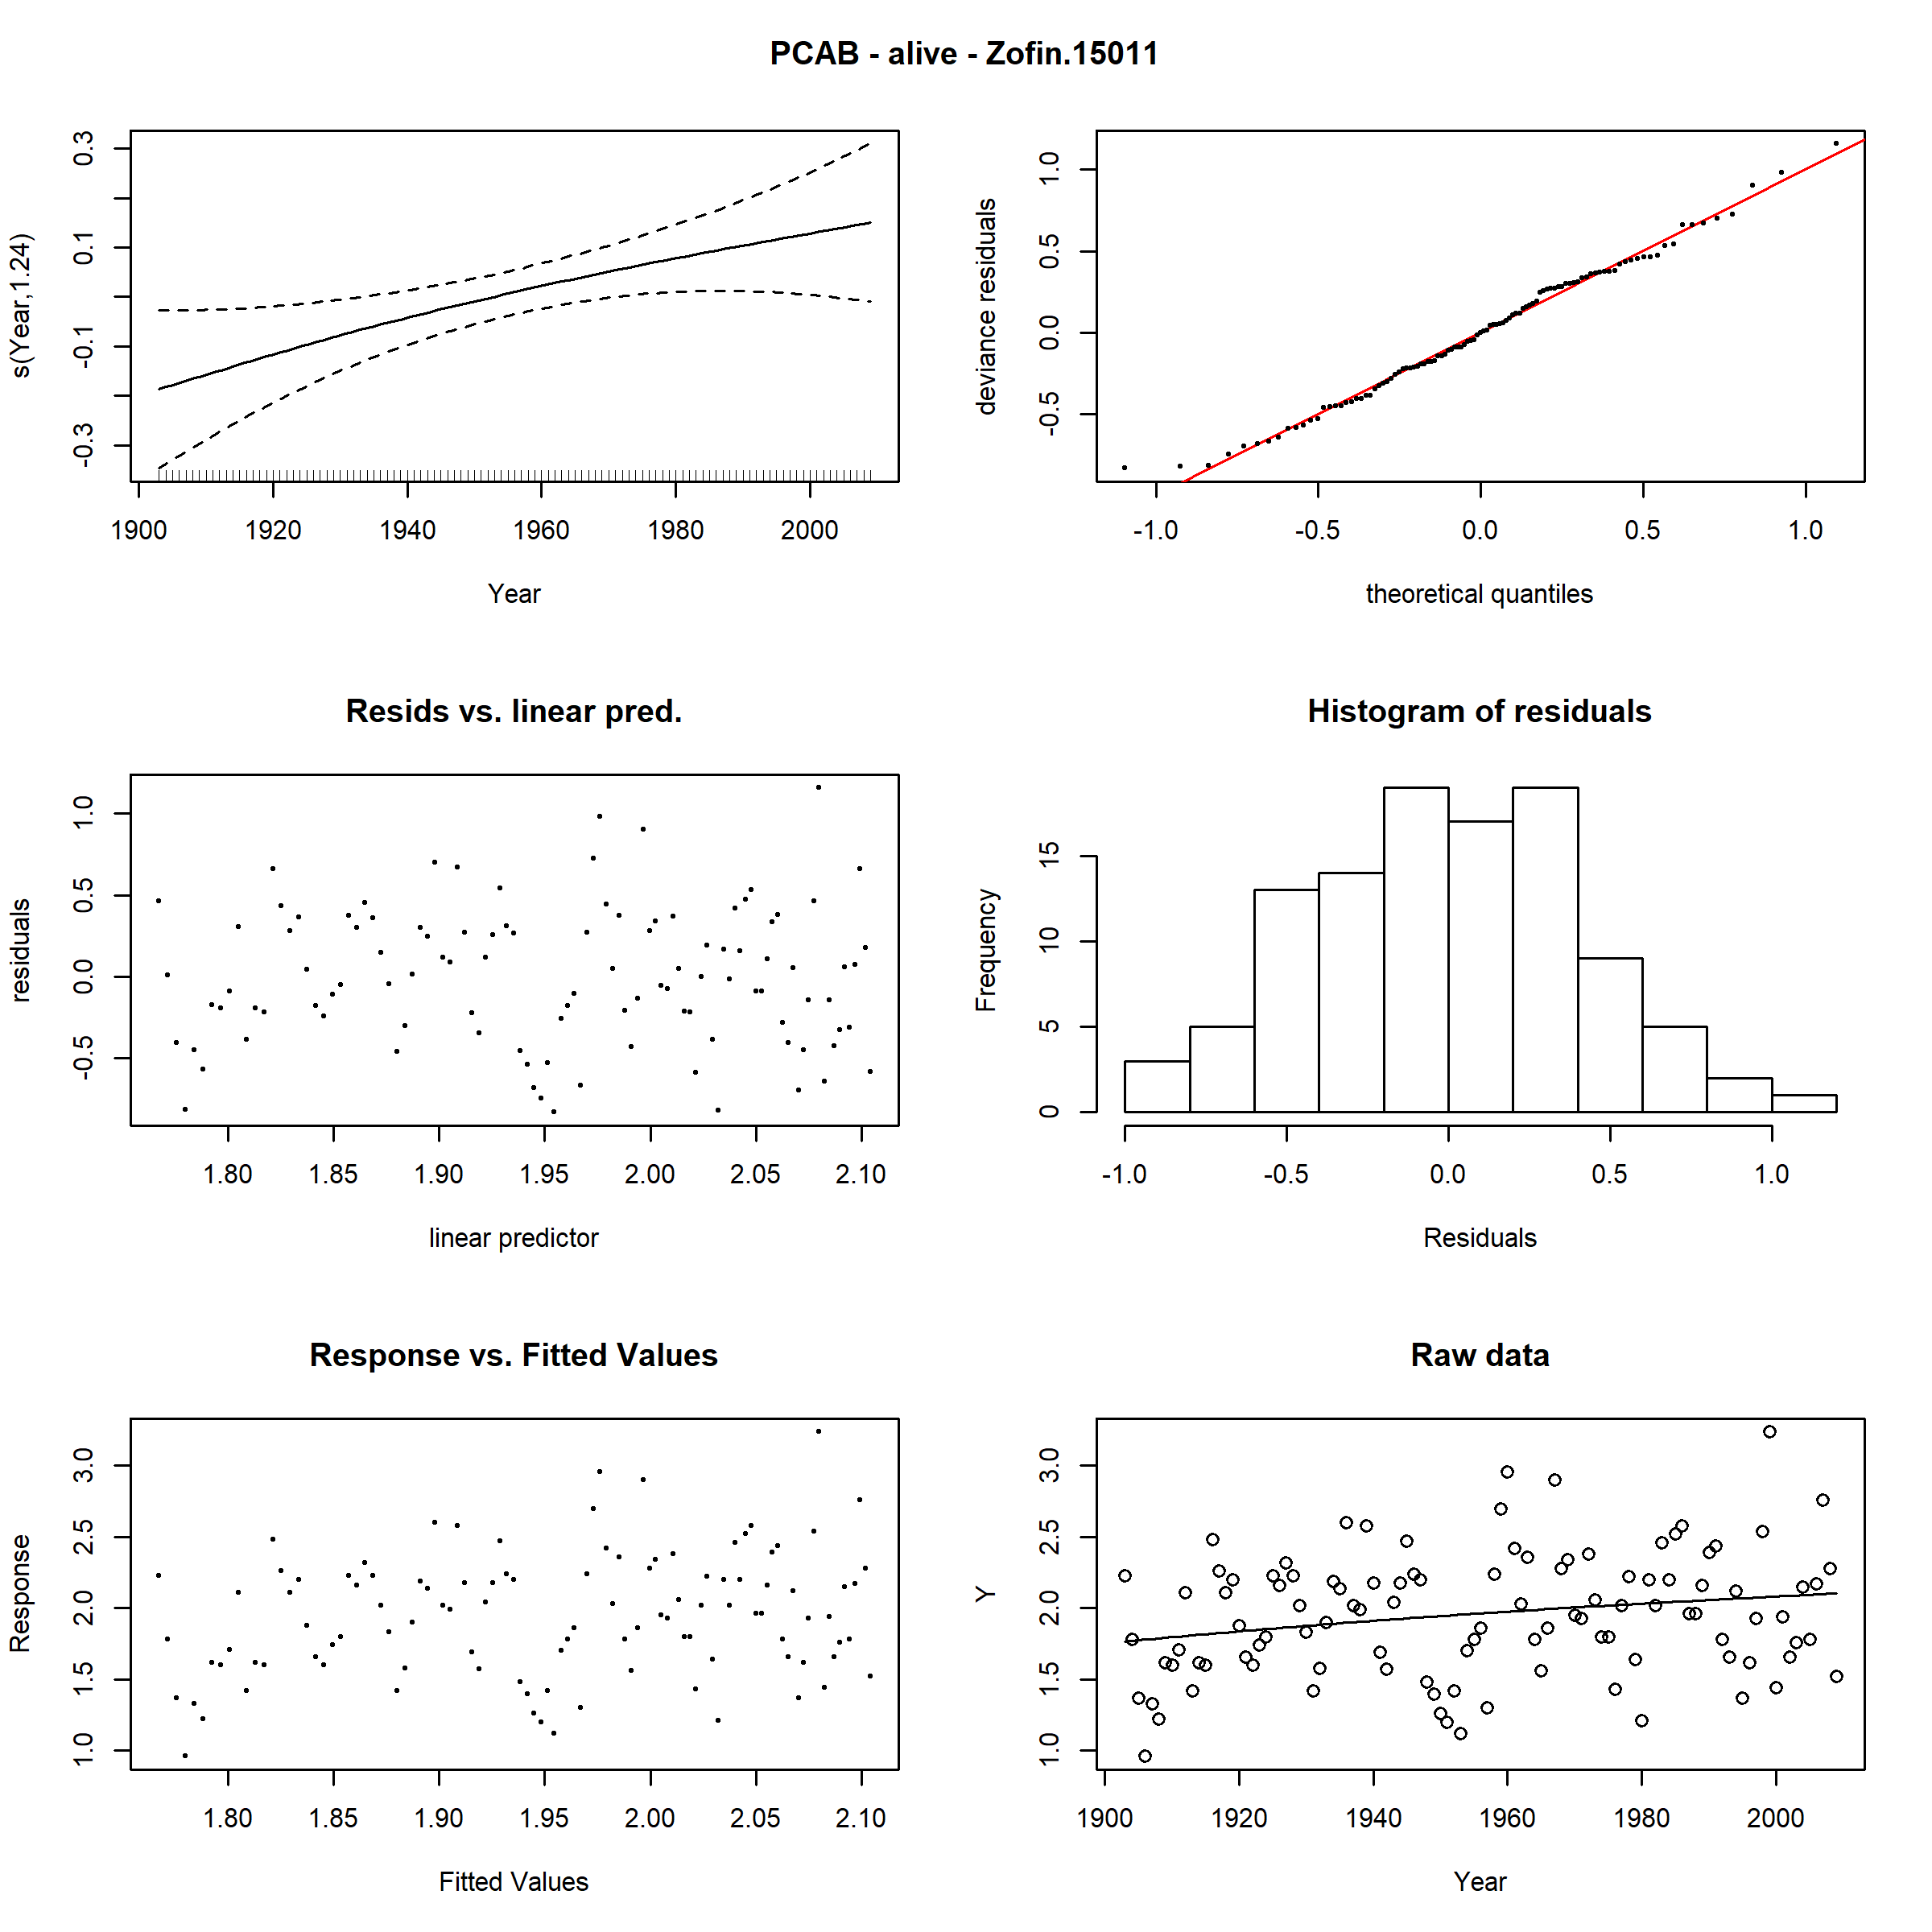 PCAB - alive - Zofin.15011
s(Year,1.24)
0.3
0.1
-0.1
-0.3
1900 1920 1940 1960 1980 2000
Year
deviance residuals
1.0
0.5
0.0
-0.5
-1.0 -0.5 0.0 0.5 1.0
theoretical quantiles
Resids vs. linear pred.
residuals
1.0
0.5
0.0
-0.5
1.80 1.85 1.90 1.95 2.00 2.05 2.10
linear predictor
Histogram of residuals
Frequency
15
10
5
0
-1.0 -0.5 0.0 0.5 1.0
Residuals
Response vs. Fitted Values
Response
3.0
2.5
2.0
1.5
1.0
1.80 1.85 1.90 1.95 2.00 2.05 2.10
Fitted Values
Raw data
Y
3.0
2.5
2.0
1.5
1.0
1900 1920 1940 1960 1980 2000
Year